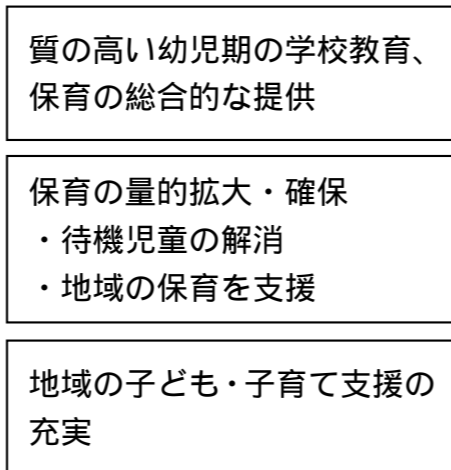 質の高い幼児期の学校教育、
保育の総合的な提供
保育の量的拡大・確保
・待機児童の解消
・地域の保育を支援
地域の子ども・子育て支援の
充実